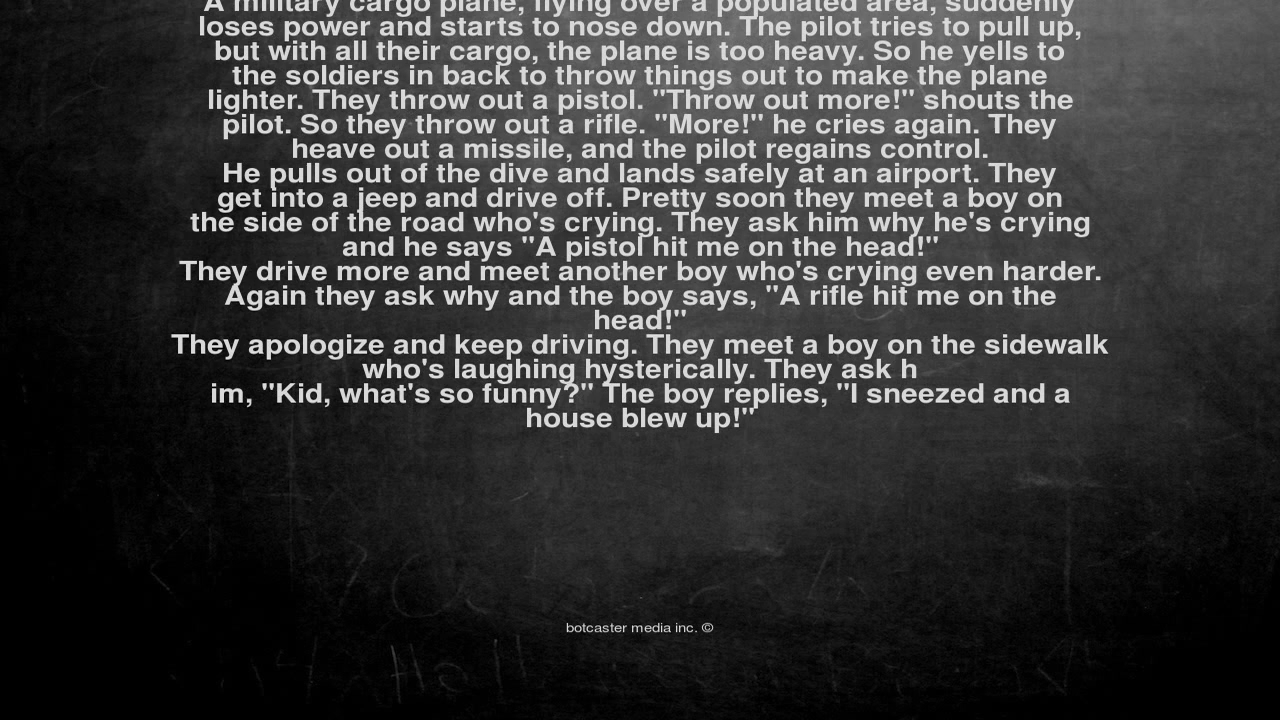 A military cargo plane, flying over a populated area, suddenly
loses power and starts to nose down. The pilot tries to pull up,
but with all their cargo, the plane is too heavy. So he yells to
the soldiers in back to throw things out to make the plane
lighter. They throw out a pistol. "Throw out more!" shouts the
pilot. So they throw out a rifle. "More!" he cries again. They
heave out a missile, and the pilot regains control.
He pulls out of the dive and lands safely at an airport. They
get into a jeep and drive off. Pretty soon they meet a boy on
the side of the road who's crying. They ask him why he's crying
and he says "A pistol hit me on the head!"
They drive more and meet another boy who's crying even harder.
Again they ask why and the boy says, "A rifle hit me on the
head!"
They apologize and keep driving. They meet a boy on the sidewalk
who's laughing hysterically. They ask h
im, "Kid, what's so funny?" The boy replies, "I sneezed and a
house blew up!"
botcaster media inc. ©